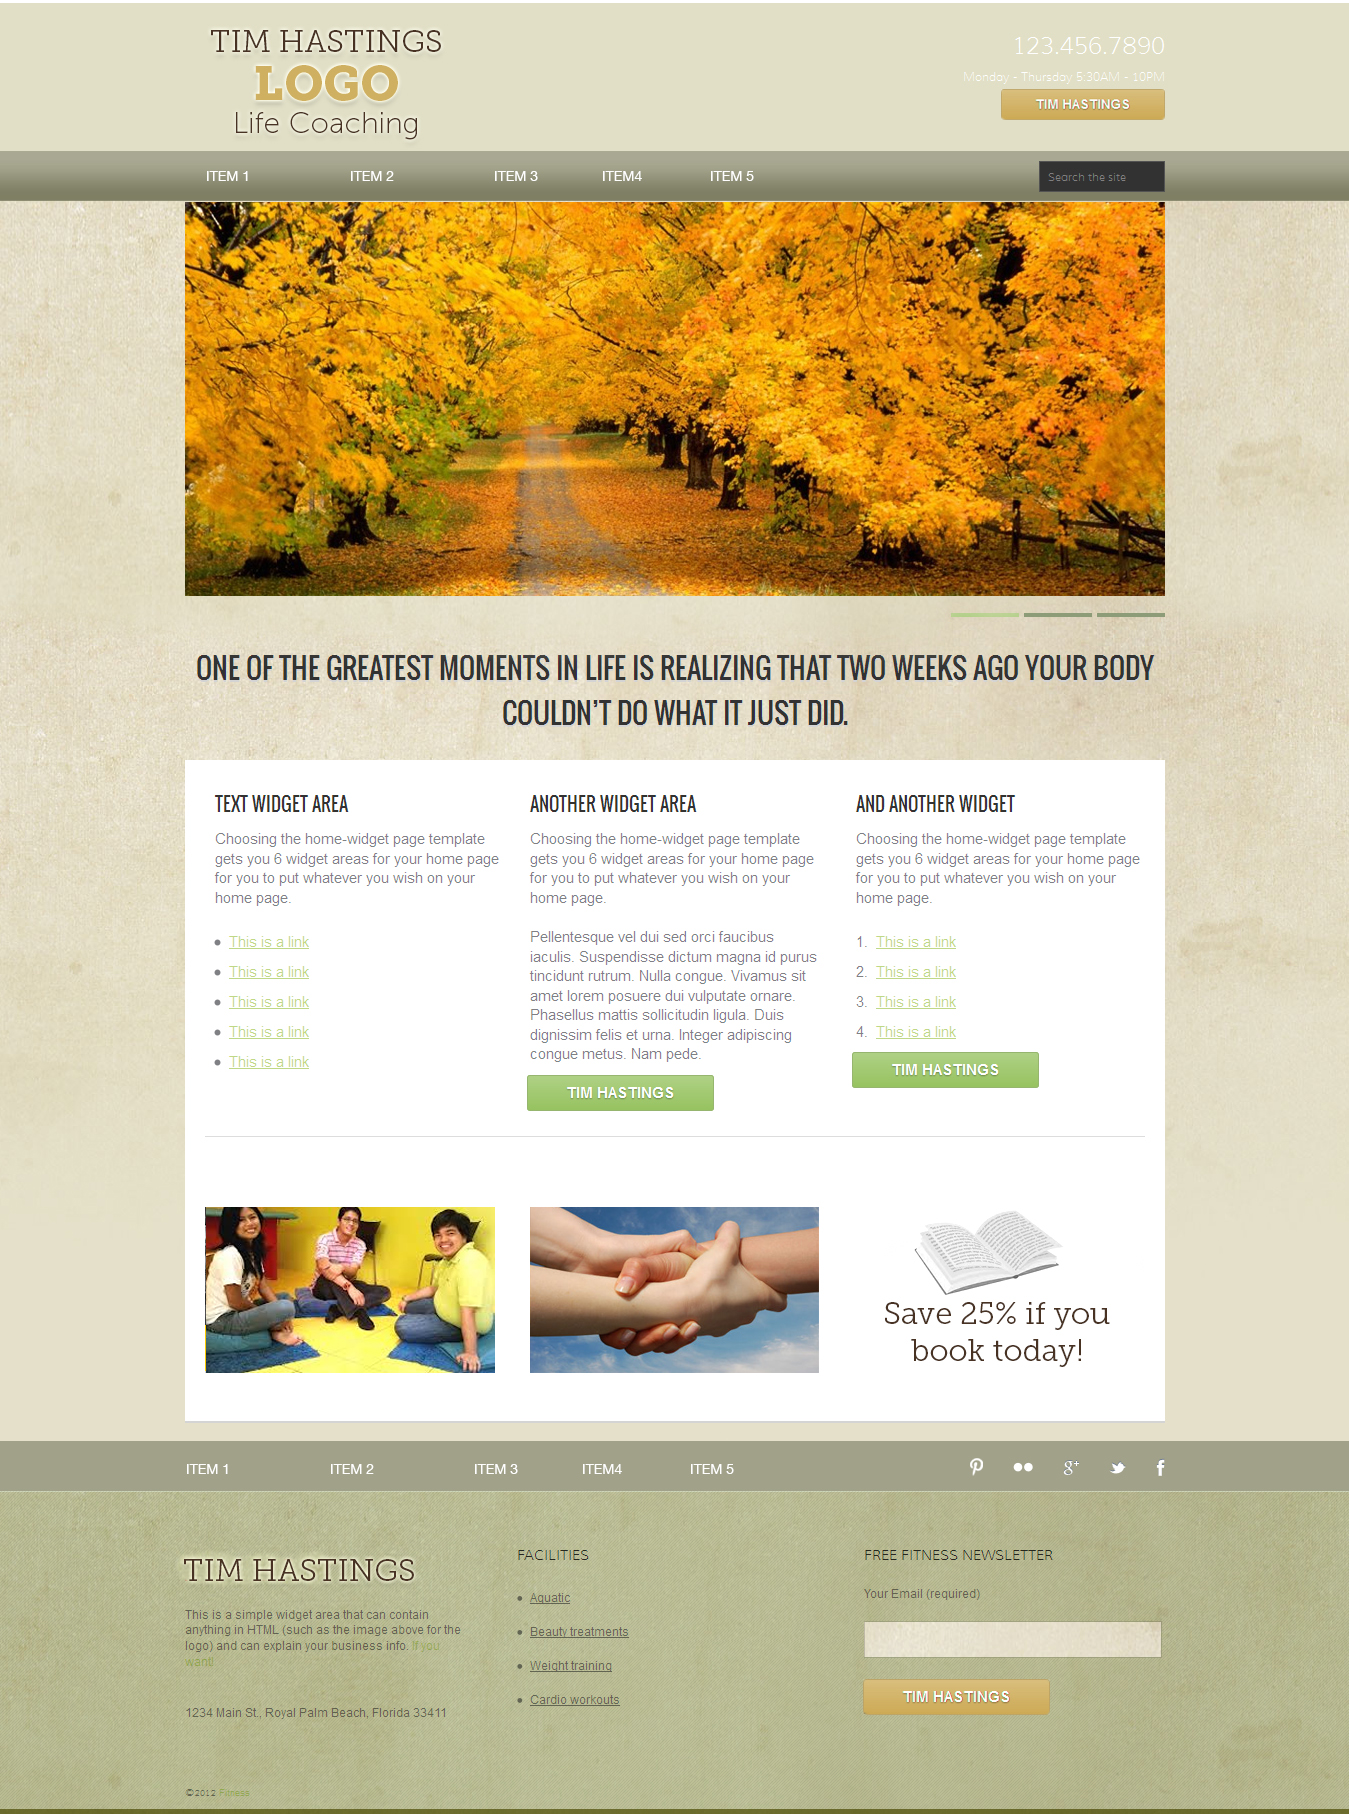 TIM HASTINGS
LOGO
Life Coaching
123.456.7890
Monday - Thursday 5:30AM - 10PM
TIM HASTINGS
ITEM 1 ITEM 2 ITEM 3 ITEM4 ITEM 5
Search the site
ONE OF THE GREATEST MOMENTS IN LIFE IS REALIZING THAT TWO WEEKS AGO YOUR BODY
COULDN'T DO WHAT IT JUST DID.
TEXT WIDGET AREA
Choosing the home-widget page template
gets you 6 widget areas for your home page
for you to put whatever you wish on your
home page.
• This is a link
• This is a link
• This is a link
• This is a link
• This is a link
ANOTHER WIDGET AREA
Choosing the home-widget page template
gets you 6 widget areas for your home page
for you to put whatever you wish on your
home page.
Pellentesque vel dui sed orci faucibus
iaculis. Suspendisse dictum magna id purus
tincidunt rutrum. Nulla congue. Vivamus sit
amet lorem posuere dui vulputate ornare.
Phasellus mattis sollicitudin ligula. Duis
dignissim felis et urna. Integer adipiscing
congue metus. Nam pede.
TIM HASTINGS
AND ANOTHER WIDGET
Choosing the home-widget page template
gets you 6 widget areas for your home page
for you to put whatever you wish on your
home page.
1. This is a link
2. This is a link
3. This is a link
4. This is a link
TIM HASTINGS
Save 25% if you
book today!
ITEM 1 ITEM 2 ITEM 3 ITEM4 ITEM 5
TIM HASTINGS
This is a simple widget area that can contain
anything in HTML (such as the image above for the
logo) and can explain your business info. If you
want!
1234 Main St., Royal Palm Beach, Florida 33411
FACILITIES
• Aquatic
• Beauty treatments
• Weight training
• Cardio workouts
FREE FITNESS NEWSLETTER
Your Email (required)
TIM HASTINGS
©2012 Fitness